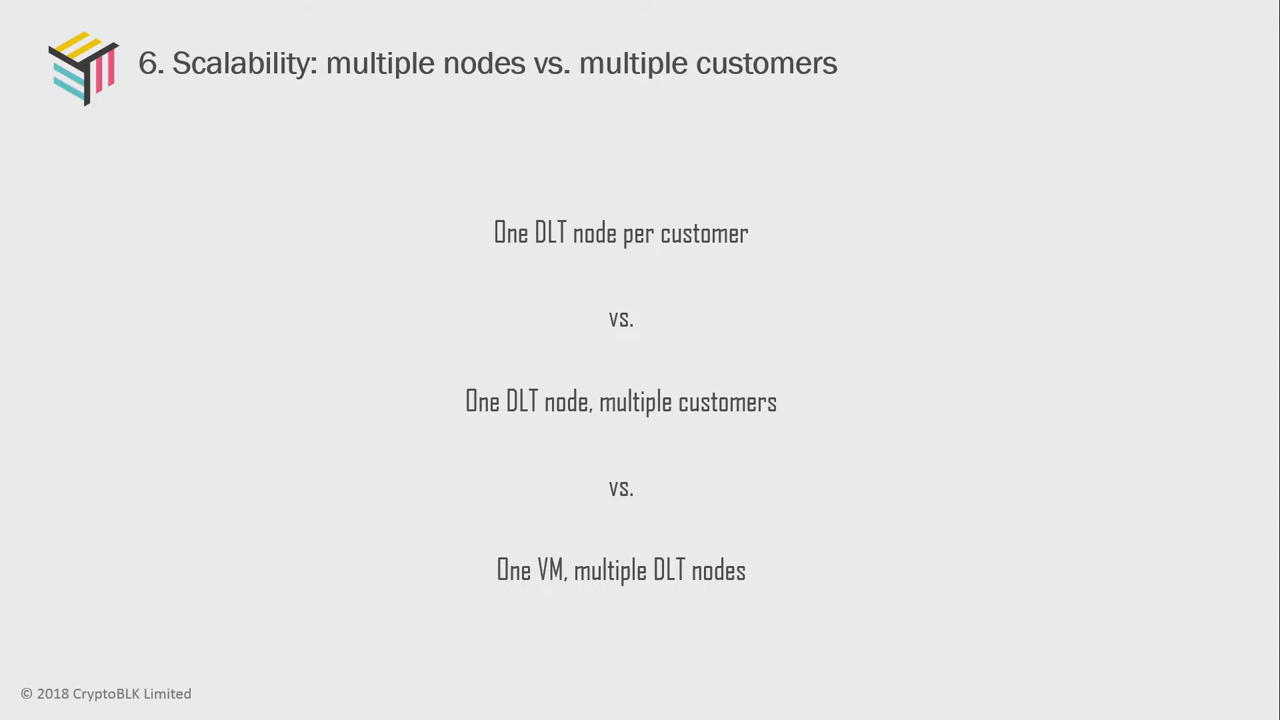 6. Scalability: multiple nodes vs. multiple customers
One DLT node per customer
vs.
One DLT node, multiple customers
vs.
One VM, multiple DLT nodes
© 2018 CryptoBLK Limited